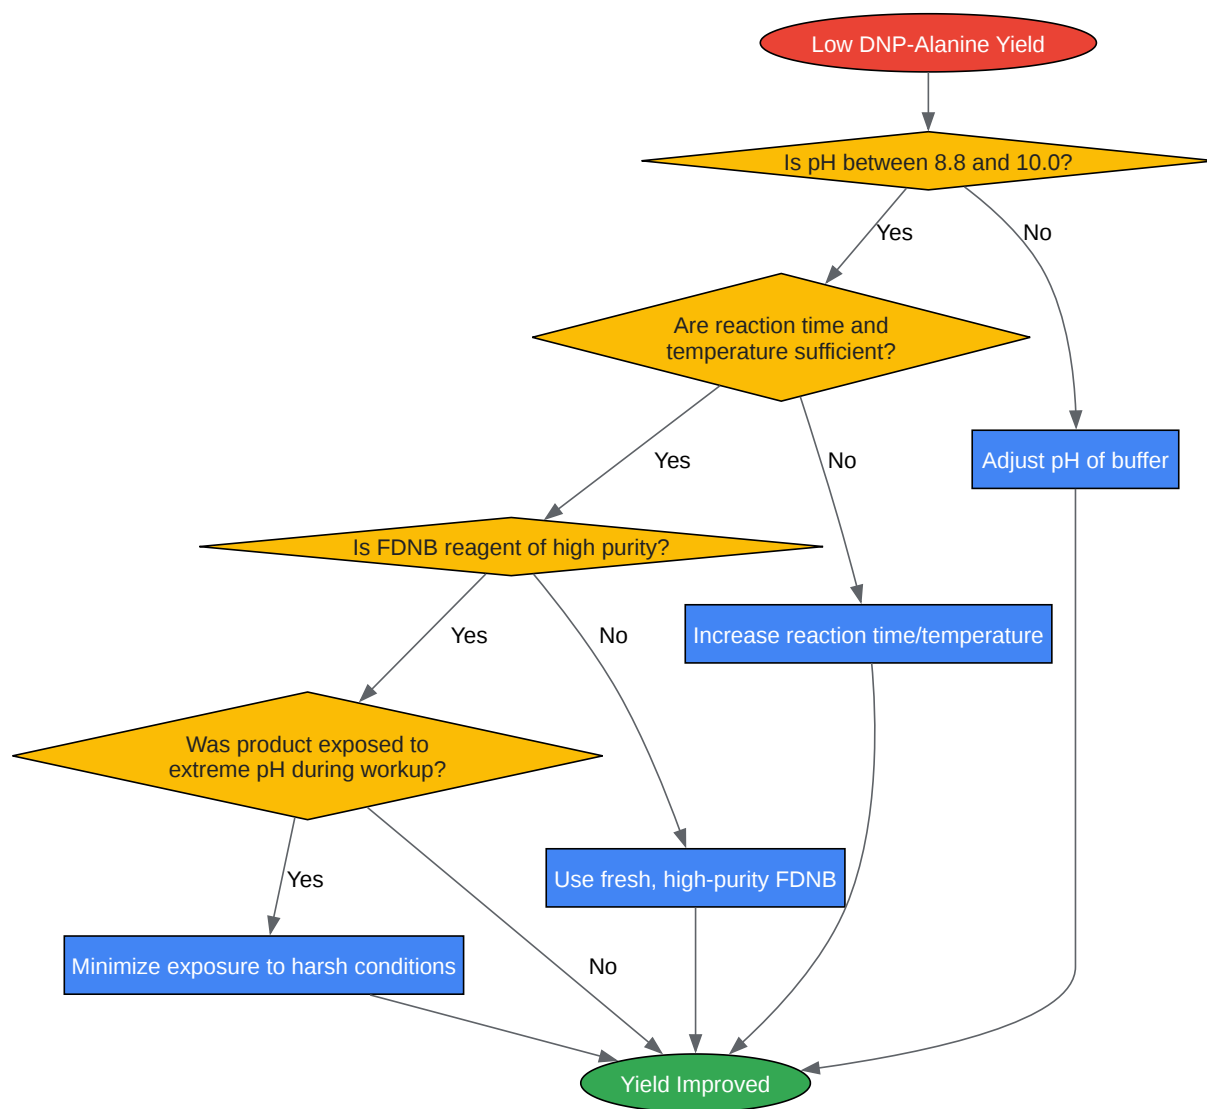 Low DNP-Alanine Yield
Is pH between 8.8 and 10.0?
Yes
No
Are reaction time and
temperature sufficient?
Yes
No
Adjust pH of buffer
Is FDNB reagent of high purity?
Yes
No
Increase reaction time/temperature
Was product exposed to
extreme pH during workup?
Yes
Use fresh, high-purity FDNB
Minimize exposure to harsh conditions
No
Yield Improved